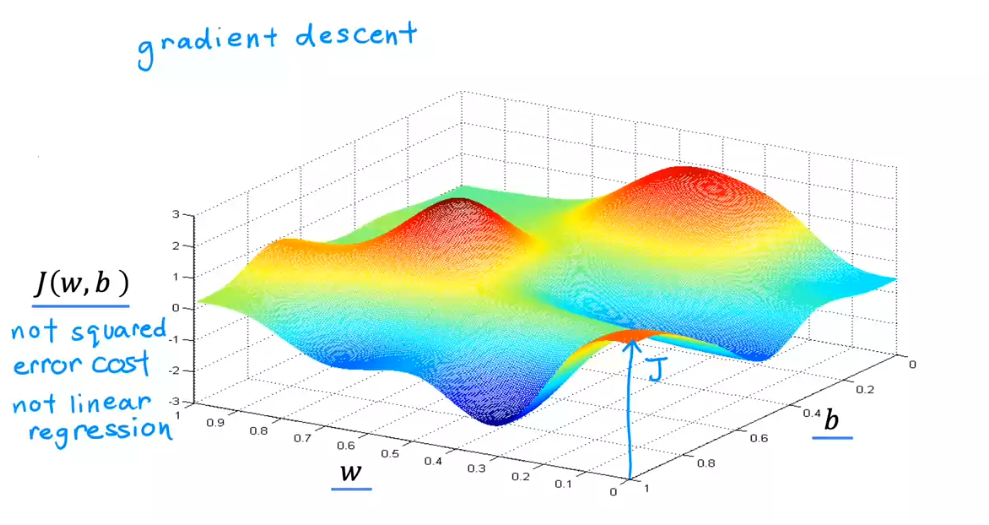 gradient descent
3
2
1
0
-1
-2
-3
J(w, b )
not squared
error cost
not linear
regression
1
0.9
0.8
0.7
0.6
0.5
0.4
0.3
0.2
0.1
0
w
J
1
0.8
0.6
0.4
0.2
0
b